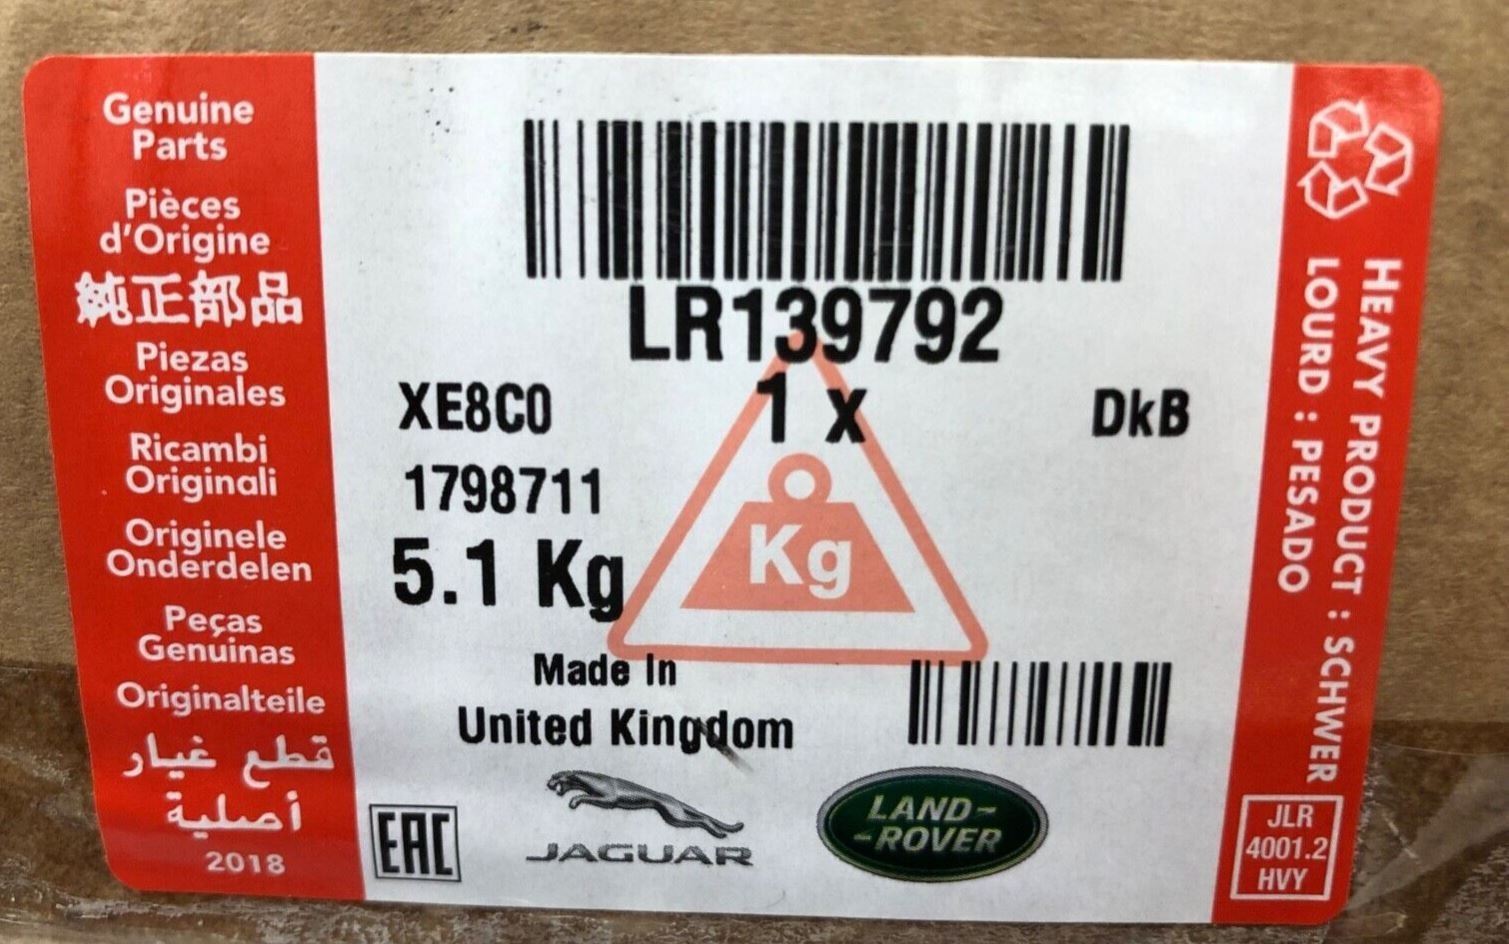 Genuine
Parts
Pièces
d'Origine
純正部品
Piezas
Originales
Ricambi
Originali
Originele
Onderdelen
Peças
Genuinas
Originalteile
قطع غيار
أصلية
2018
LR139792
XE8C0
1 x
DkB
1798711
5.1 Kg
Kg
Made In
United Kingdom
EAC
JAGUAR
LAND-
-ROVER
HEAVY PRODUCT : SCHWER
LOURD : PESADO
JLR
4001.2
HVY